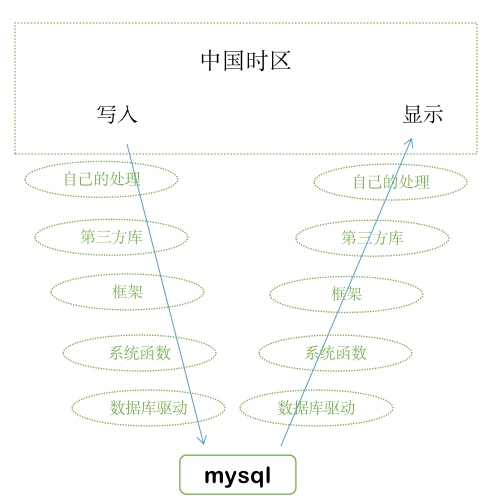 中国时区
写入
显示
自己的处理
自己的处理
第三方库
第三方库
框架
框架
系统函数
系统函数
数据库驱动
数据库驱动
mysql